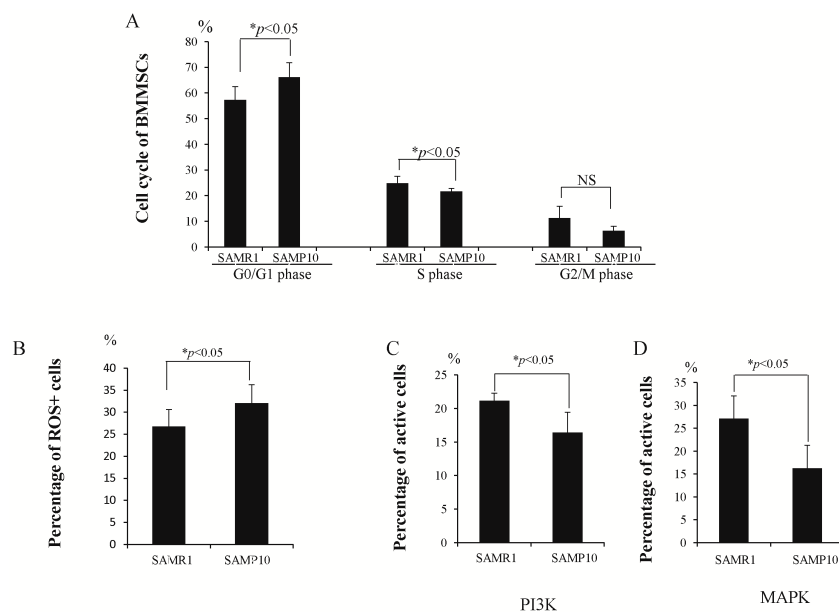 A
%
*p<0.05
Cell cycle of BMMSCs
80
70
60
50
40
30
20
10
0
*p<0.05
NS
SAMR1 SAMP10 SAMR1 SAMP10 SAMR1 SAMP10
G0/G1 phase S phase G2/M phase
B
%
*p<0.05
Percentage of ROS+ cells
40
35
30
25
20
15
10
5
0
SAMR1 SAMP10
C
%
*p<0.05
Percentage of active cells
25
20
15
10
5
0
SAMR1 SAMP10
PI3K
D
%
*p<0.05
Percentage of active cells
35
30
25
20
15
10
5
0
SAMR1 SAMP10
MAPK